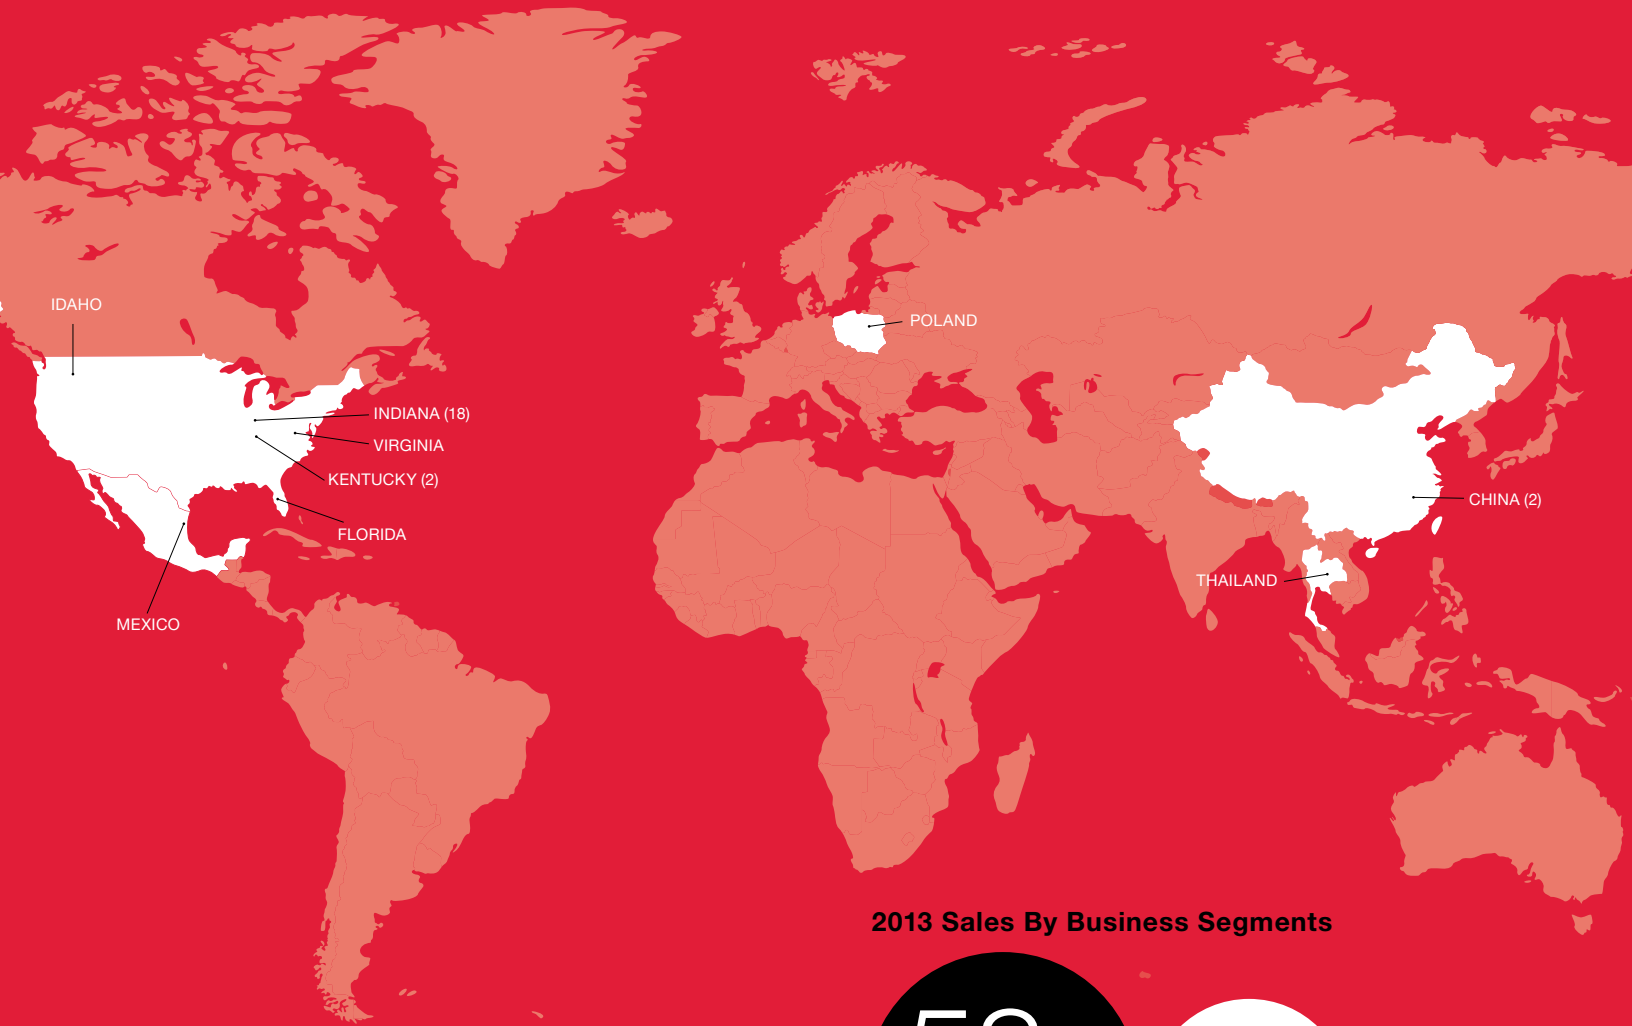 IDAHO
POLAND
INDIANA (18)
VIRGINIA
KENTUCKY (2)
CHINA (2)
FLORIDA
THAILAND
MEXICO
2013 Sales By Business Segments